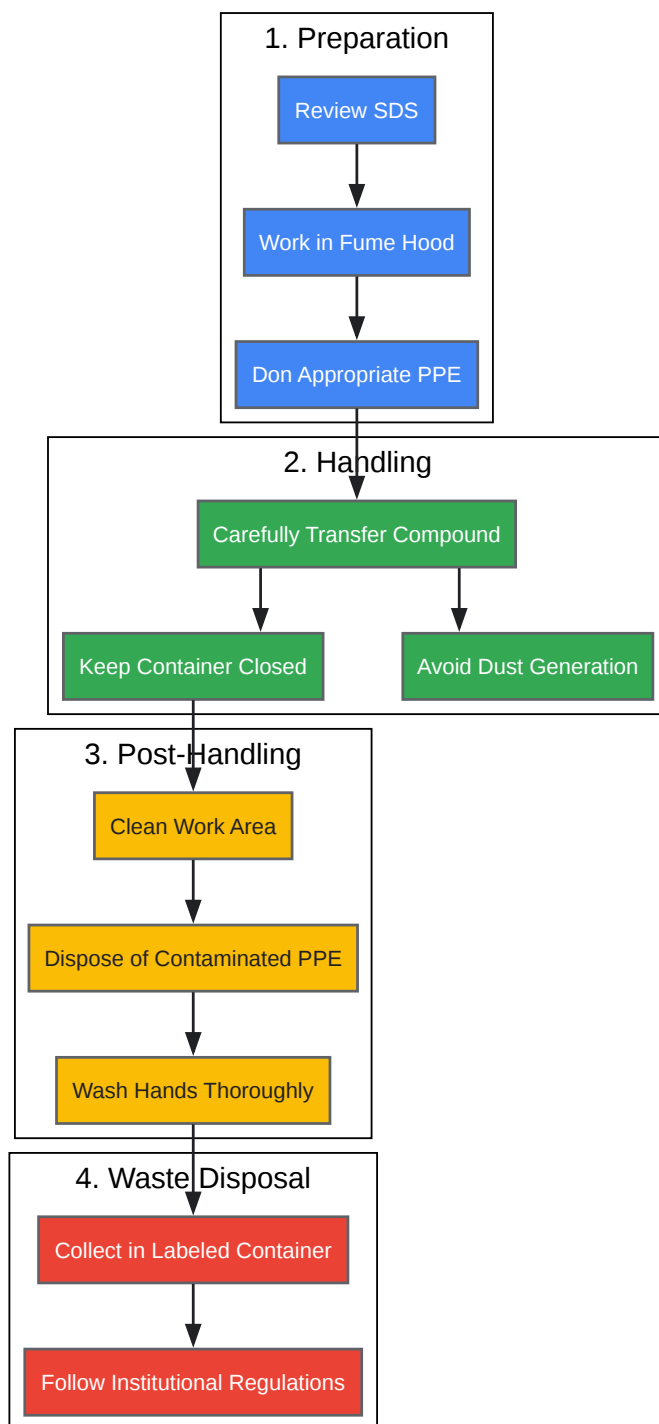 1. Preparation
Review SDS
Work in Fume Hood
Don Appropriate PPE
2. Handling
Carefully Transfer Compound
Keep Container Closed
Avoid Dust Generation
3. Post-Handling
Clean Work Area
Dispose of Contaminated PPE
Wash Hands Thoroughly
4. Waste Disposal
Collect in Labeled Container
Follow Institutional Regulations